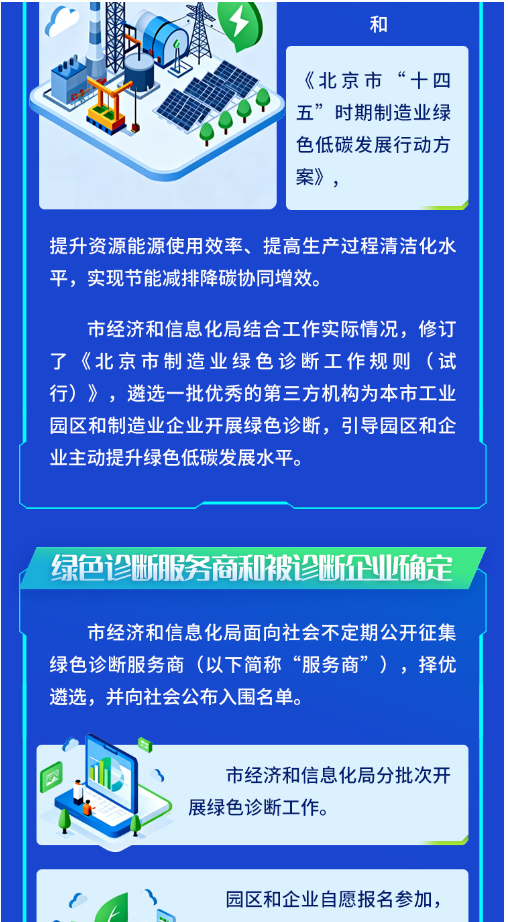 和
《北京市“十四
五”时期制造业绿
色低碳发展行动方
案》,
提升资源能源使用效率、提高生产过程清洁化水
平，实现节能减排降碳协同增效。
市经济和信息化局结合工作实际情况，修订
了《北京市制造业绿色诊断工作规则（试
行）》，遴选一批优秀的第三方机构为本市工业
园区和制造业企业开展绿色诊断，引导园区和企
业主动提升绿色低碳发展水平。
绿色诊断服务商和被诊断企业确定
市经济和信息化局面向社会不定期公开征集
绿色诊断服务商（以下简称“服务商”），择优
遴选，并向社会公布入围名单。
市经济和信息化局分批次开
展绿色诊断工作。
园区和企业自愿报名参加，